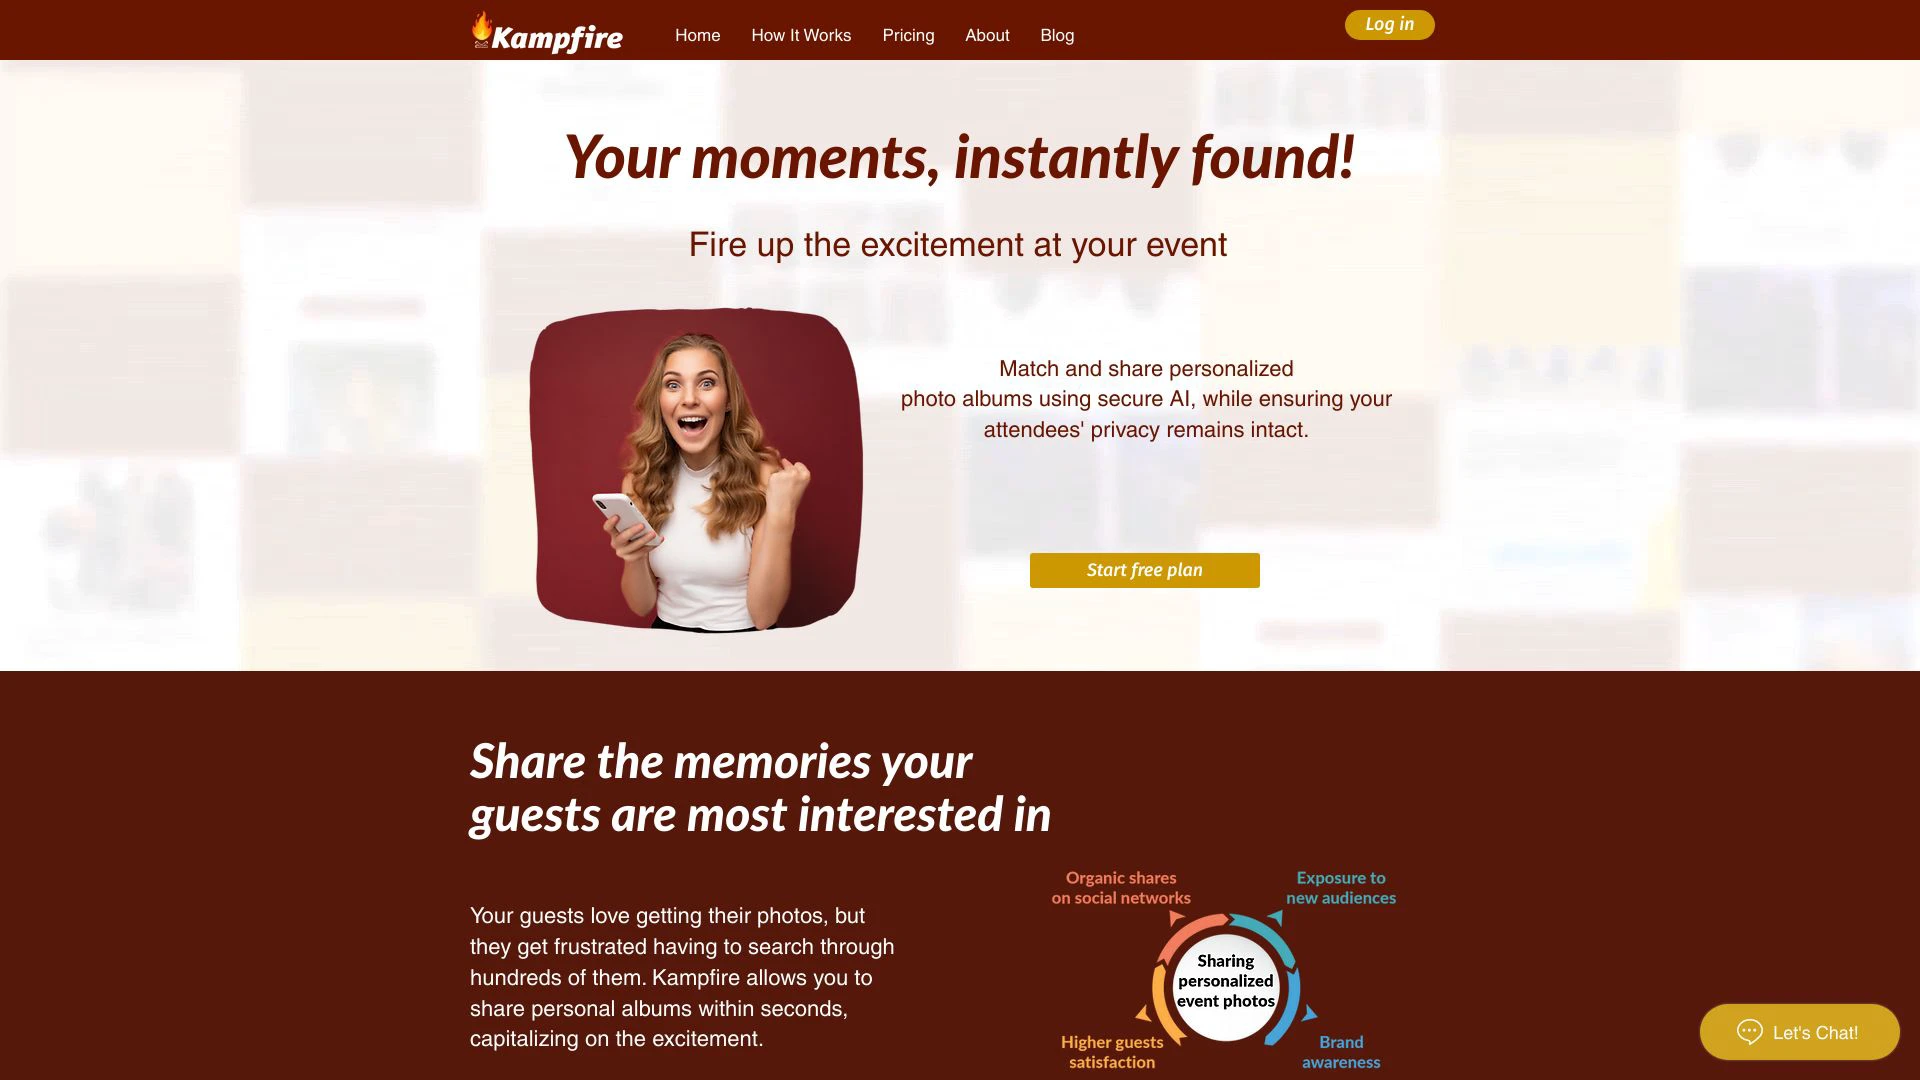 Kampfire
Home
How It Works
Pricing
About
Blog
Log in
Your moments, instantly found!
Fire up the excitement at your event
Match and share personalized
photo albums using secure AI, while ensuring your
attendees' privacy remains intact.
Start free plan
Share the memories your
guests are most interested in
Your guests love getting their photos, but
they get frustrated having to search through
hundreds of them. Kampfire allows you to
share personal albums within seconds,
capitalizing on the excitement.
Organic shares
on social networks
Exposure to
new audiences
Sharing
personalized
event photos
Higher guests
satisfaction
Brand
awareness
Let's Chat!